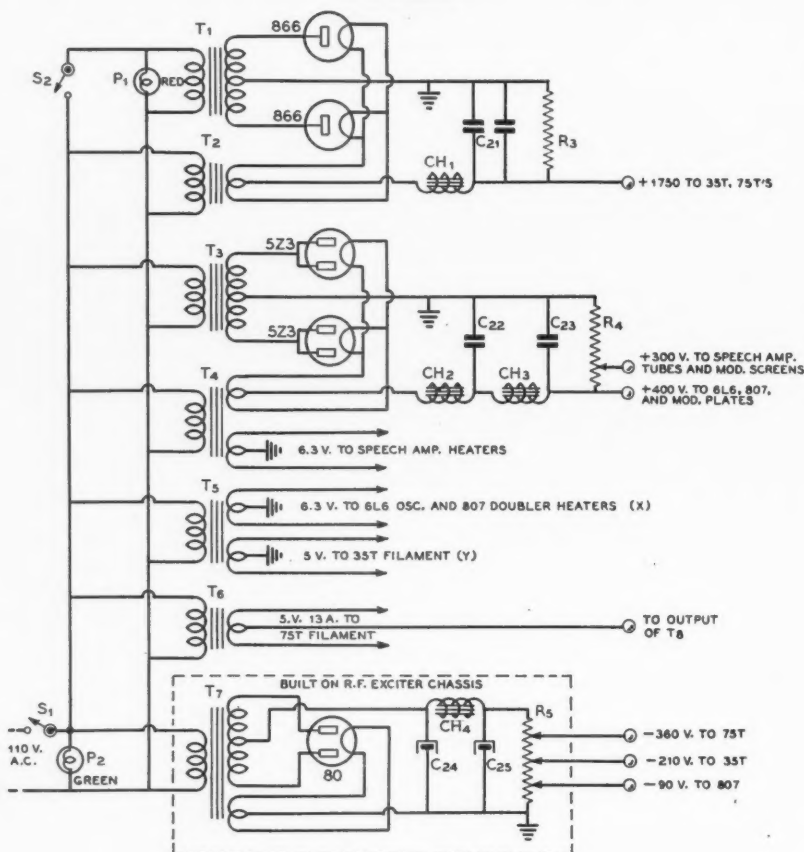 T1
866
S2
P1
RED
866
C21
R3
T2
CH1
+1750 TO 35T, 75T'S
T3
5Z3
5Z3
C22
C23
R4
+300 V. TO SPEECH AMP.
TUBES AND MOD. SCREENS
T4
CH2
CH3
+400 V. TO 6L6, 807,
AND MOD. PLATES
6.3 V. TO SPEECH AMP. HEATERS
T5
6.3 V. TO 6L6 OSC. AND 807 DOUBLER HEATERS (X)
5 V. TO 35T FILAMENT (Y)
T6
5.V. 13 A. TO
75T FILAMENT
TO OUTPUT
OF T8
BUILT ON R.F. EXCITER CHASSIS
T7
S1
CH4
R5
110 V.
A.C.
P2
GREEN
80
C24
C25
-360 V. TO 75T
-210 V. TO 35T
-90 V. TO 807